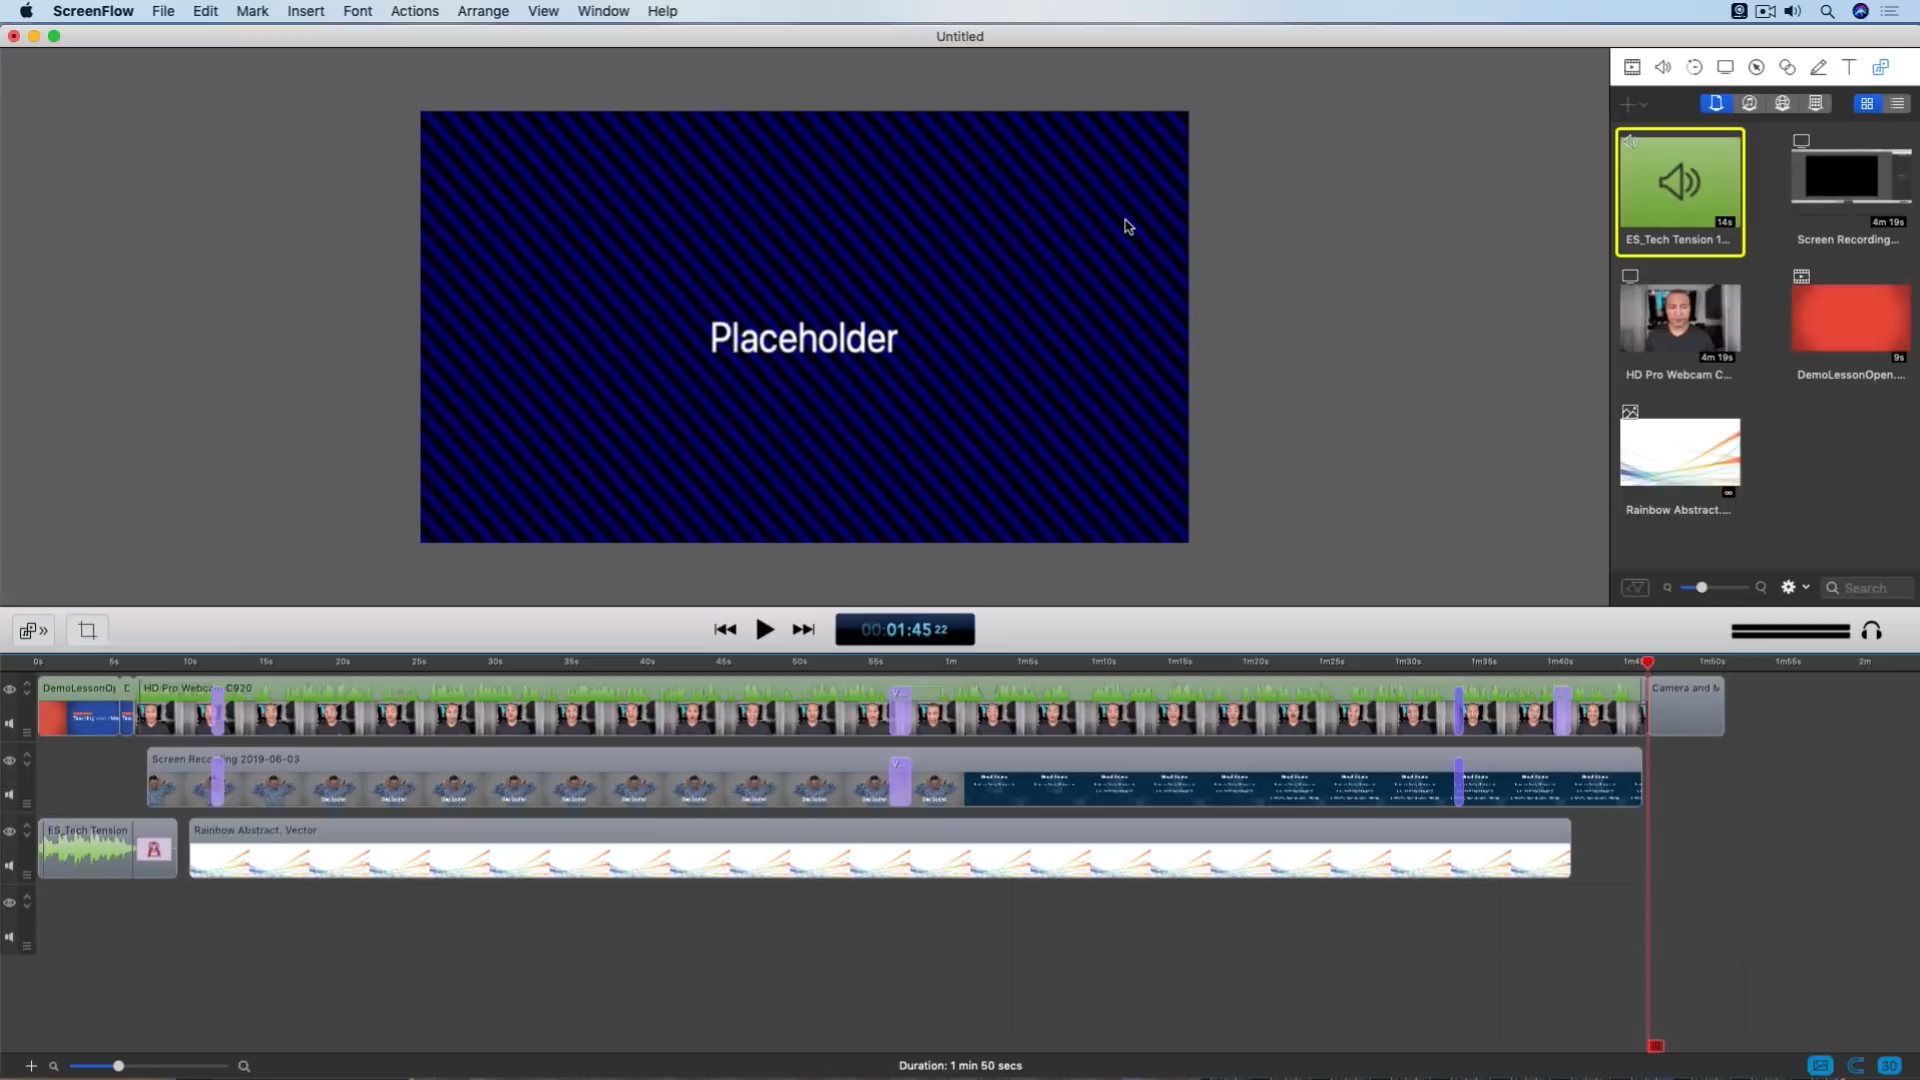 ScreenFlow File Edit Mark Insert Font Actions Arrange View Window Help
Untitled
Placeholder
14s
ES_Tech Tension 1...
4m 19s
Screen Recording...
4m 19s
HD Pro Webcam C...
9s
DemoLessonOpen....
∞
Rainbow Abstract....
Search
00:01:45 22
0s 5s 10s 15s 20s 25s 30s 35s 40s 45s 50s 55s 1m 1m5s 1m10s 1m15s 1m20s 1m25s 1m30s 1m35s 1m40s 1m45 1m50s 1m55s 2m
DemoLessonO HD Pro Webca C920 V... Camera and M
Screen Rec ng 2019-06-03 V...
ES_Tech Tension Rainbow Abstract. Vector
Duration: 1 min 50 secs
30